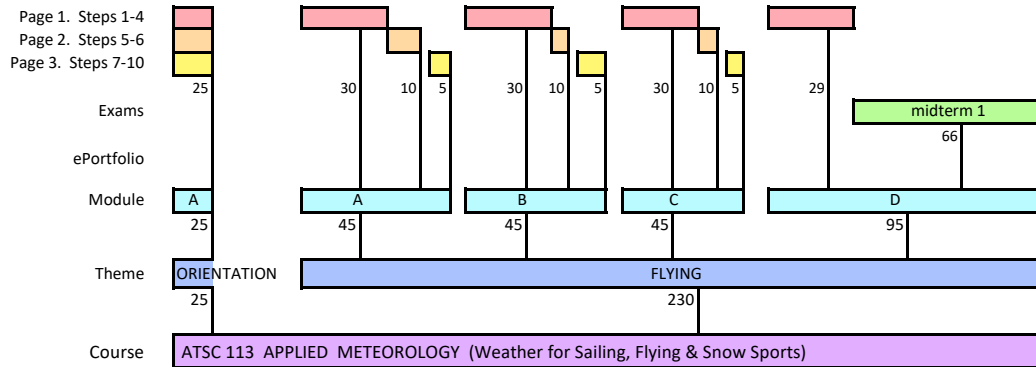 Page 1. Steps 1-4
Page 2. Steps 5-6
Page 3. Steps 7-10
25 30 10 5 30 10 5 30 10 5 29
Exams midterm 1
66
ePortfolio
Module A A B C D
25 45 45 45 95
Theme ORIENTATION FLYING
25 230
Course ATSC 113 APPLIED METEOROLOGY (Weather for Sailing, Flying & Snow Sports)